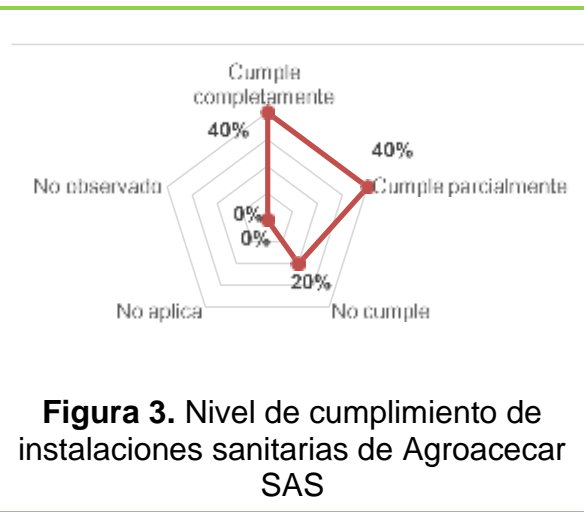 Cumple
completamente
40%
40%
No observado
Cumple parcialmente
0%
0%
20%
No aplica
No cumple
Figura 3. Nivel de cumplimiento de
instalaciones sanitarias de Agroacecar
SAS